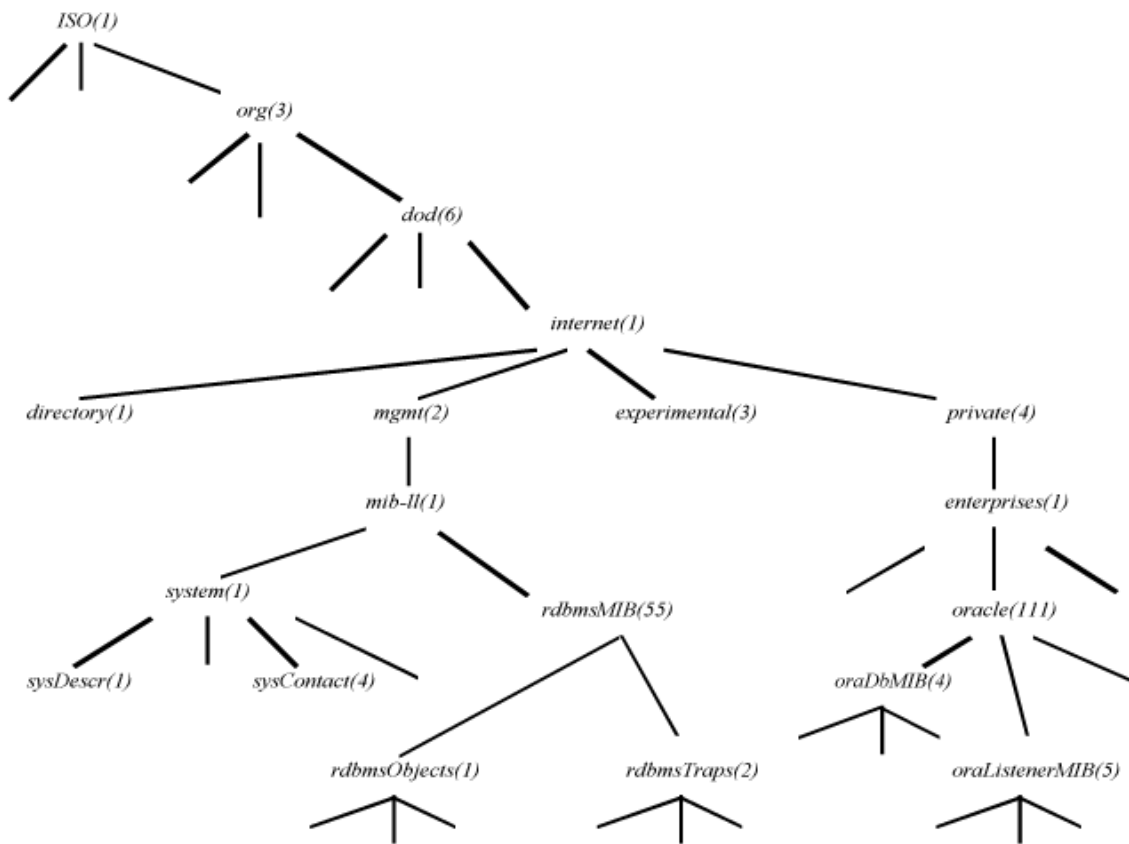 ISO(1)
org(3)
dod(6)
internet(1)
directory(1) mgmt(2) experimental(3) private(4)
mib-ll(1) enterprises(1)
system(1) rdbmsMIB(55) oracle(111)
sysDescr(1) sysContact(4) oraDbMIB(4)
rdbmsObjects(1) rdbmsTraps(2) oraListenerMIB(5)